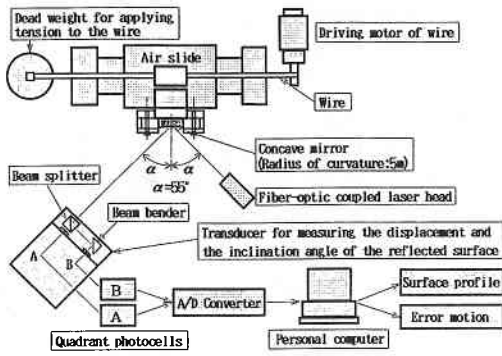 Dead weight for applying
tension to the wire
Driving motor of wire
Air slide
Wire
Concave mirror
(Radius of curvature:5m)
α
α
α=55°
Beam splitter
Fiber-optic coupled laser head
Beam bender
Transducer for measuring the displacement and
the inclination angle of the reflected surface
A
B
B
A
A/D Converter
Surface profile
Error motion
Quadrant photocells
Personal computer